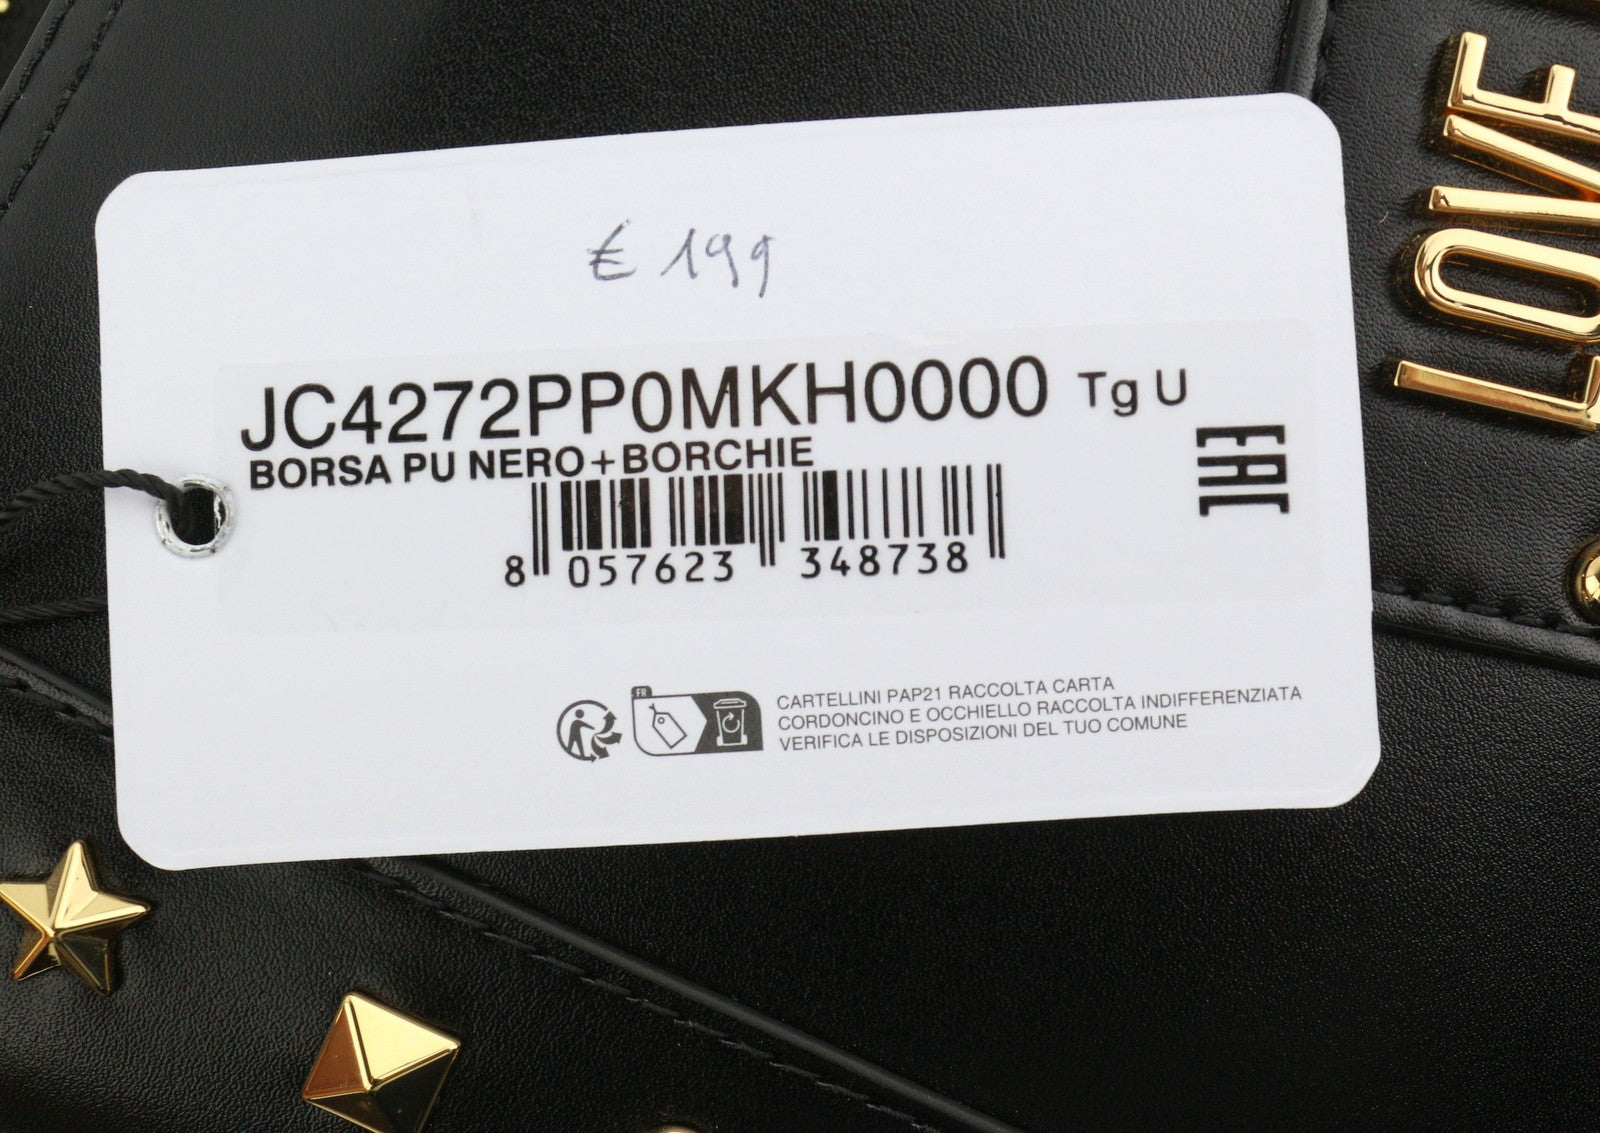 € 199
JC4272PP0MKH0000 Tg U
BORSA PU NERO+BORCHIE
EAC
8 057623 348738
FR
CARTELLINI PAP21 RACCOLTA CARTA
CORDONCINO E OCCHIELLO RACCOLTA INDIFFERENZIATA
VERIFICA LE DISPOSIZIONI DEL TUO COMUNE
LOVE